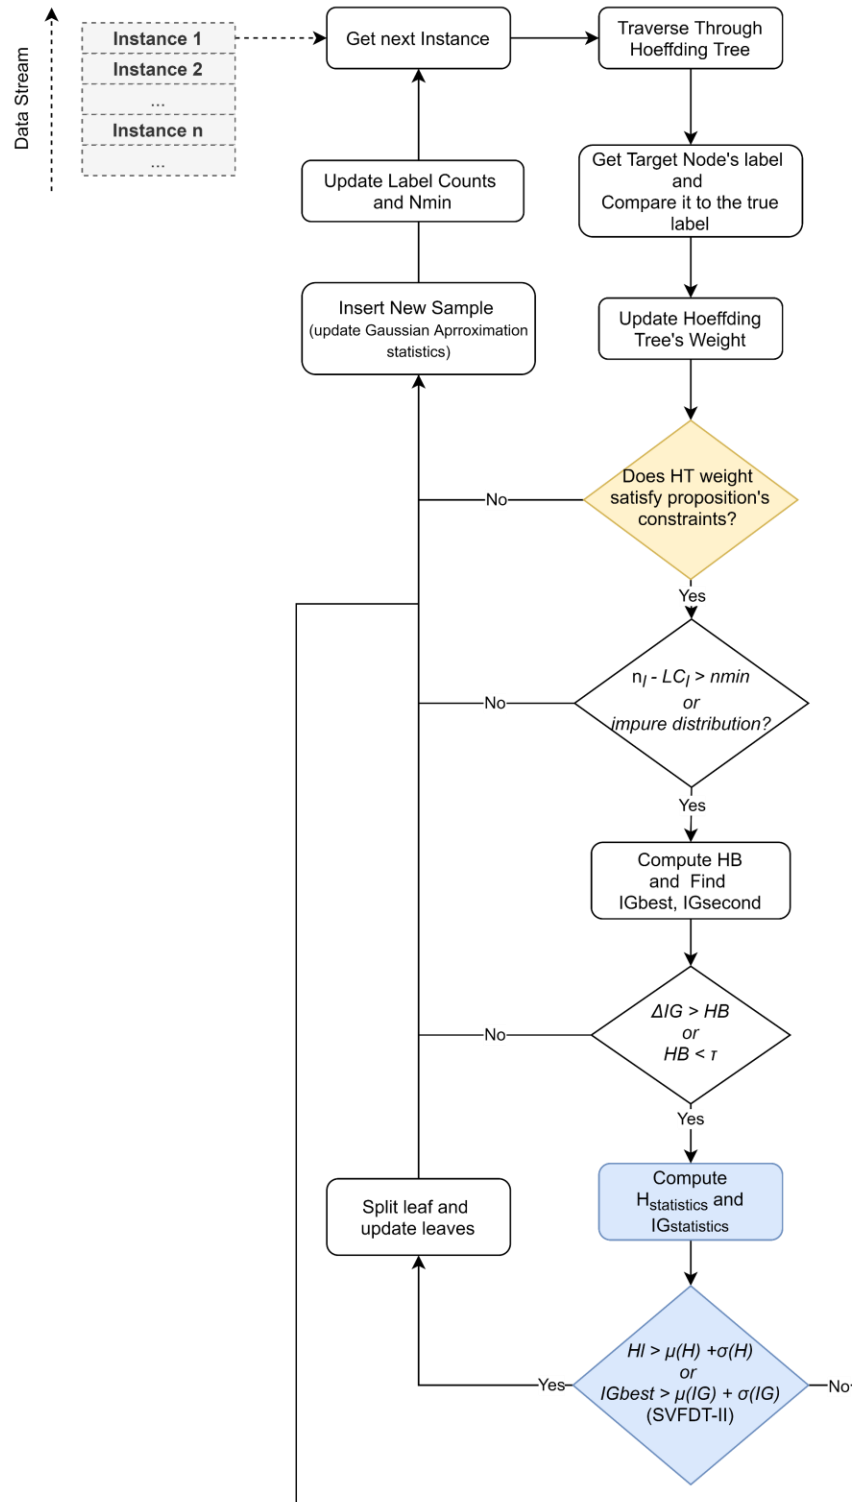 Data Stream
Instance 1
Instance 2
...
Instance n
...
Get next Instance
Traverse Through
Hoeffding Tree
Update Label Counts
and Nmin
Get Target Node's label
and
Compare it to the true
label
Insert New Sample
(update Gaussian Aprroximation
statistics)
Update Hoeffding
Tree's Weight
Does HT weight
satisfy proposition's
constraints?
No
Yes
n_l - LC_l > nmin
or
impure distribution?
No
Yes
Compute HB
and Find
IGbest, IGsecond
ΔIG > HB
or
HB < τ
No
Yes
Compute
Hstatistics and
IGstatistics
Split leaf and
update leaves
Hl > μ(H) +σ(H)
or
IGbest > μ(IG) + σ(IG)
(SVFDT-II)
Yes
No